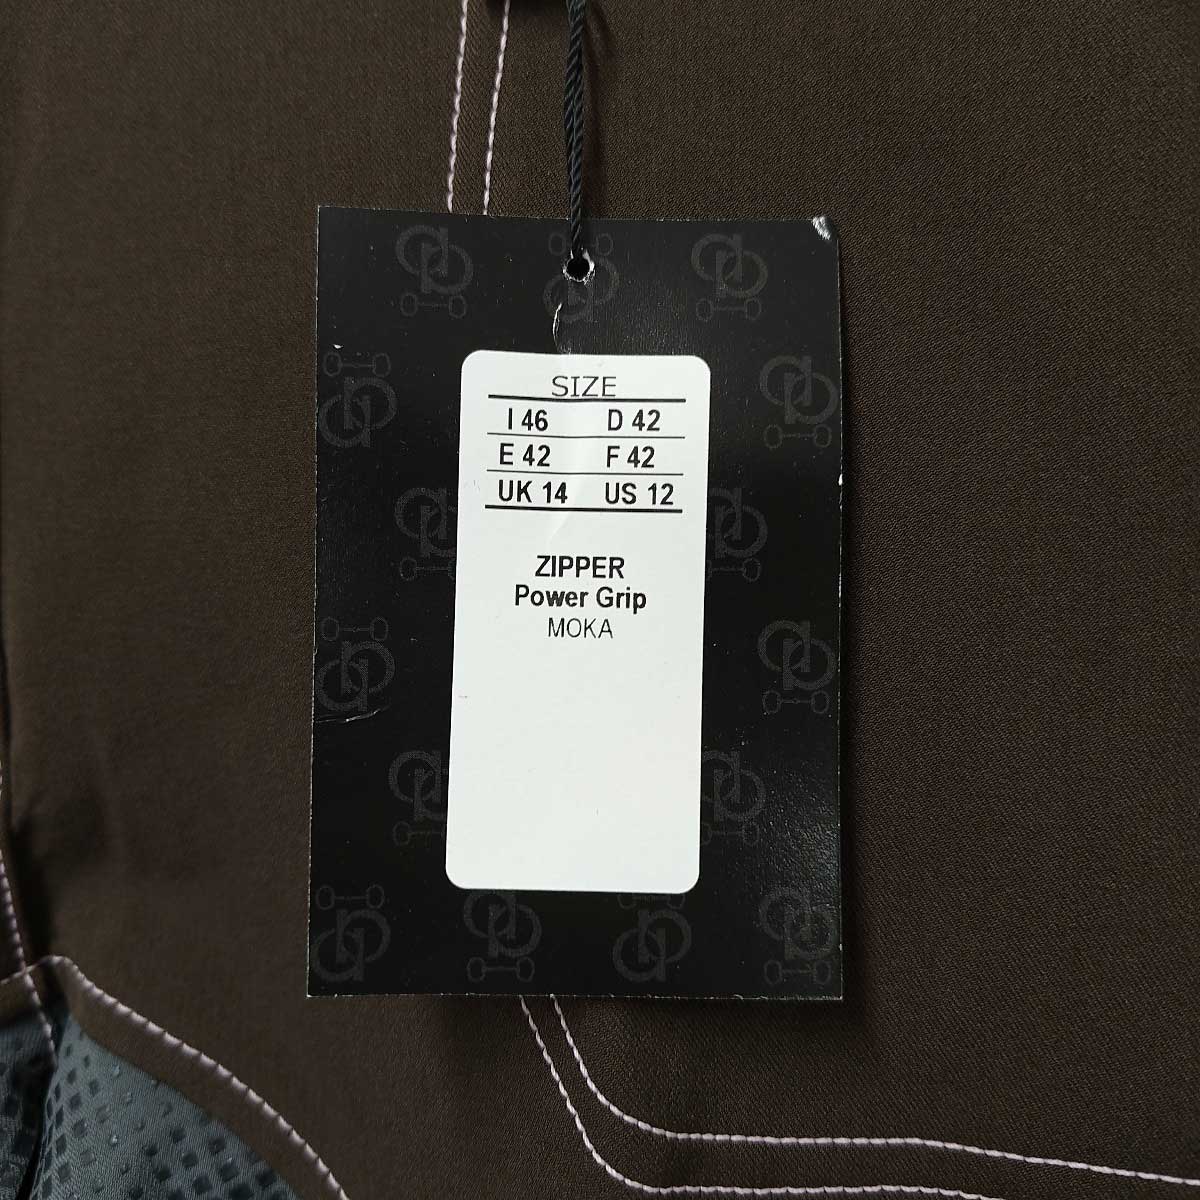 SIZE
I 46 D 42
E 42 F 42
UK 14 US 12
ZIPPER
Power Grip
MOKA